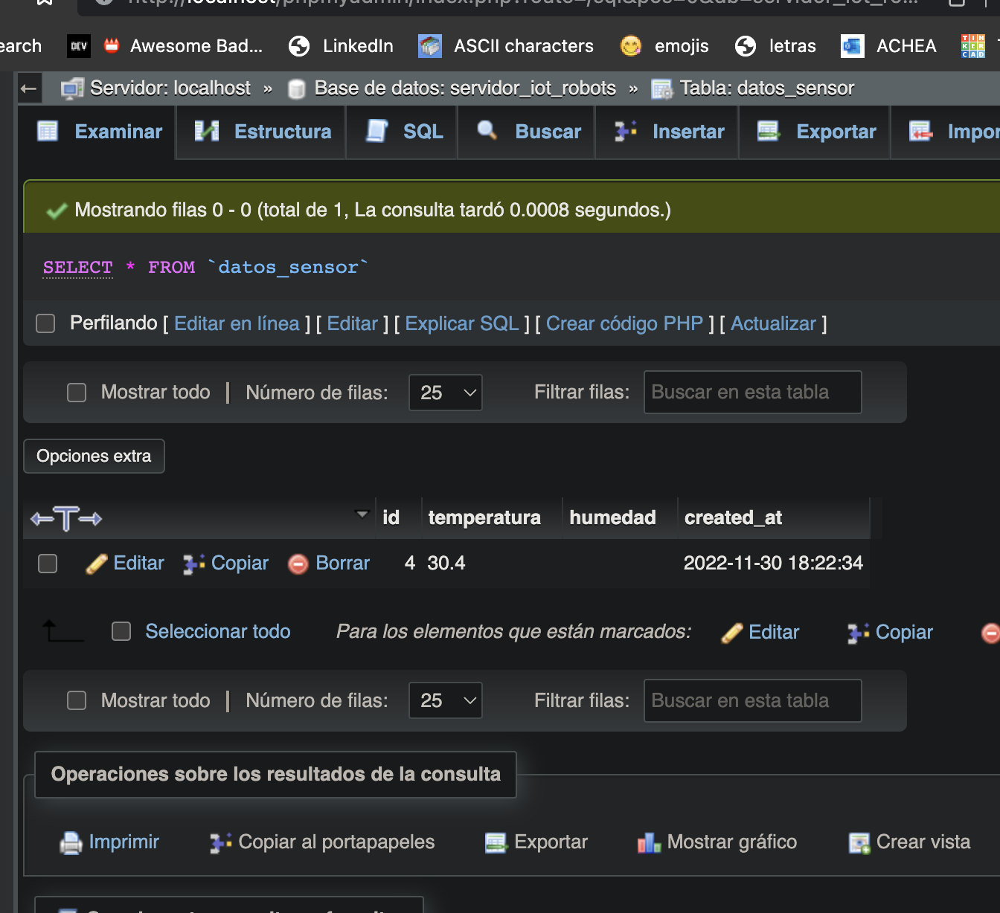 http://localhost/phpmyadmin/index.php?route=/sql&pos=0&db=servidor_iot_ro...
earch DEV Awesome Bad... LinkedIn ASCII characters emojis letras ACHEA TINKERCAD
Servidor: localhost » Base de datos: servidor_iot_robots » Tabla: datos_sensor
Examinar Estructura SQL Buscar Insertar Exportar Impor
Mostrando filas 0 - 0 (total de 1, La consulta tardó 0.0008 segundos.)
SELECT * FROM `datos_sensor`
Perfilando [ Editar en línea ] [ Editar ] [ Explicar SQL ] [ Crear código PHP ] [ Actualizar ]
Mostrar todo | Número de filas: 25 Filtrar filas: Buscar en esta tabla
Opciones extra
←T→ id temperatura humedad created_at
Editar Copiar Borrar 4 30.4 2022-11-30 18:22:34
Seleccionar todo Para los elementos que están marcados: Editar Copiar
Mostrar todo | Número de filas: 25 Filtrar filas: Buscar en esta tabla
Operaciones sobre los resultados de la consulta
Imprimir Copiar al portapapeles Exportar Mostrar gráfico Crear vista